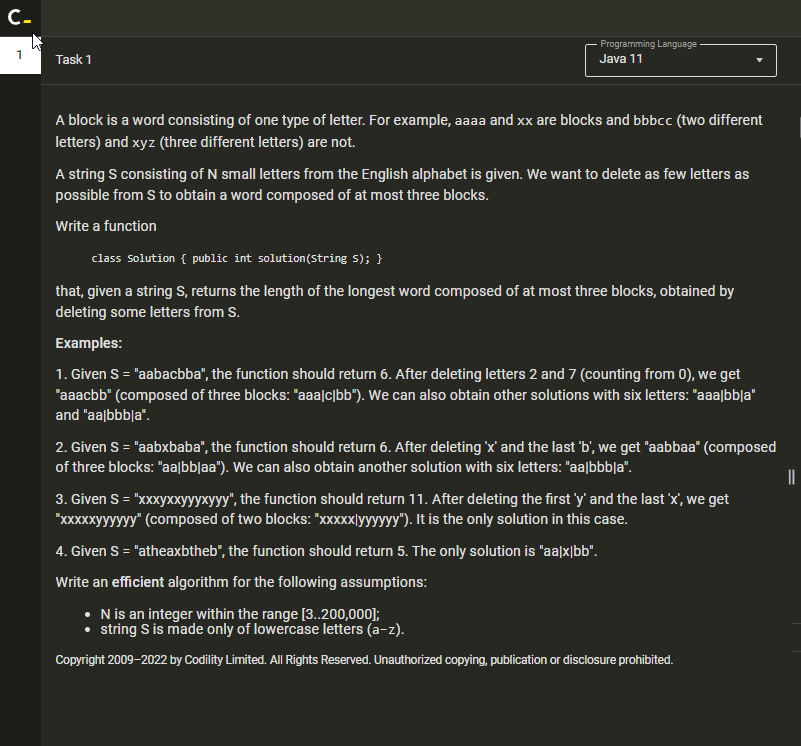 C_
1
Task 1
Programming Language
Java 11
A block is a word consisting of one type of letter. For example, aaaa and xx are blocks and bbbcc (two different
letters) and xyz (three different letters) are not.
A string S consisting of N small letters from the English alphabet is given. We want to delete as few letters as
possible from S to obtain a word composed of at most three blocks.
Write a function
class Solution { public int solution(String S); }
that, given a string S, returns the length of the longest word composed of at most three blocks, obtained by
deleting some letters from S.
Examples:
1. Given S = "aabacbba", the function should return 6. After deleting letters 2 and 7 (counting from 0), we get
"aaacbb" (composed of three blocks: "aaa|c|bb"). We can also obtain other solutions with six letters: "aaa|bb|a"
and "aa|bbb|a".
2. Given S = "aabxbaba", the function should return 6. After deleting 'x' and the last 'b', we get "aabbaa" (composed
of three blocks: "aa|bb|aa"). We can also obtain another solution with six letters: "aa|bbb|a".
3. Given S = "xxxyxxyyyxyyy", the function should return 11. After deleting the first 'y' and the last 'x', we get
"xxxxxyyyyyy" (composed of two blocks: "xxxxx|yyyyyy"). It is the only solution in this case.
4. Given S = "atheaxbtheb", the function should return 5. The only solution is "aa|x|bb".
Write an efficient algorithm for the following assumptions:
• N is an integer within the range [3..200,000];
• string S is made only of lowercase letters (a-z).
Copyright 2009–2022 by Codility Limited. All Rights Reserved. Unauthorized copying, publication or disclosure prohibited.